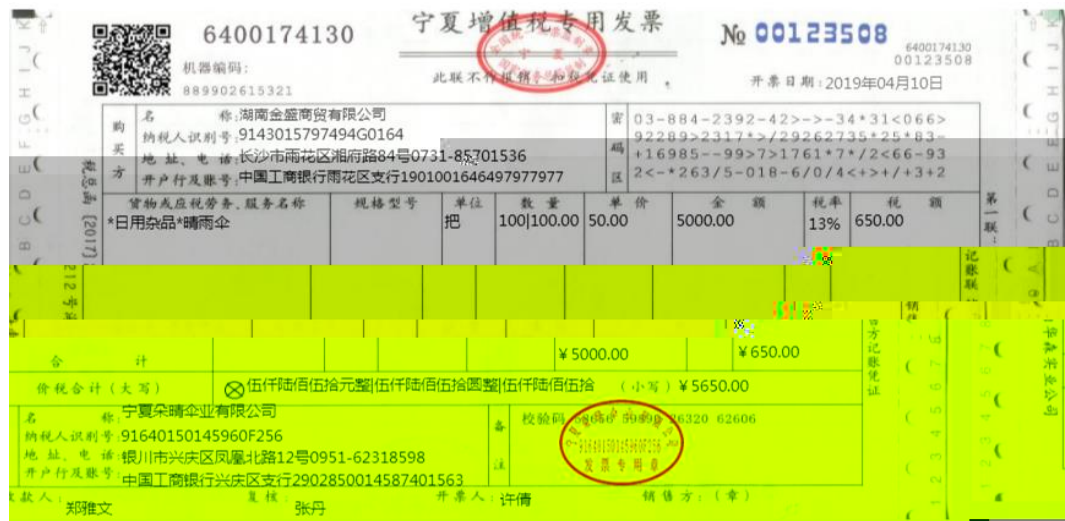 宁夏增值税专用发票
6400174130
№ 00123508
6400174130
00123508
机器编码:
889902615321
开票日期:2019年04月10日
购买方
名 称:湖南金盛商贸有限公司
纳税人识别号:9143015797494G0164
地 址、电 话:长沙市雨花区湘府路84号0731-85701536
开户行及账号:中国工商银行雨花区支行1901001646497977977
密码区
03-884-2392-42>->-34*31<066>
92289>2317*>/29262735*25*83-
+16985--99>7>1761*7*/2<66-93
2<-*263/5-018-6/0/4<+>+/+3+2
货物或应税劳务、服务名称 规格型号 单位 数 量 单 价 金 额 税率 税 额
*日用杂品*晴雨伞 把 100|100.00 50.00 5000.00 13% 650.00
合 计 ¥5000.00 ¥650.00
价税合计(大写) ⊗伍仟陆佰伍拾元整|伍仟陆佰伍拾圆整|伍仟陆佰伍拾 (小写)¥5650.00
名 称:宁夏朵晴伞业有限公司
纳税人识别号:91640150145960F256
地 址、电 话:银川市兴庆区凤凰北路12号0951-62318598
开户行及账号:中国工商银行兴庆区支行29028500145874015​63
备注
校验码 58656 59890 26320 62606
91640150145960F256
发票专用章
收款人:郑雅文 复核:张丹 开票人:许倩 销售方:(章)
第一联:
记账联
销售方记账凭证